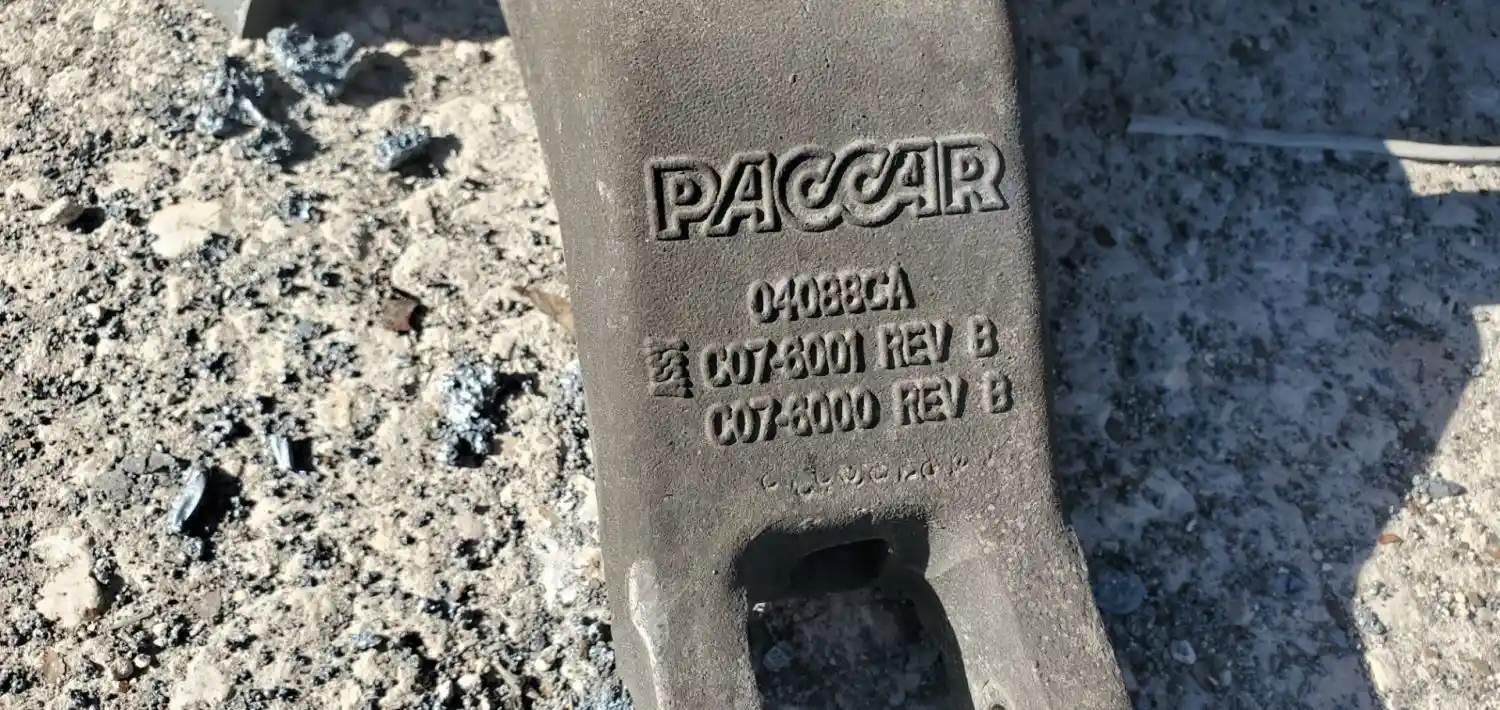 PACCAR
04088CA
C07-6001 REV B
C07-6000 REV B